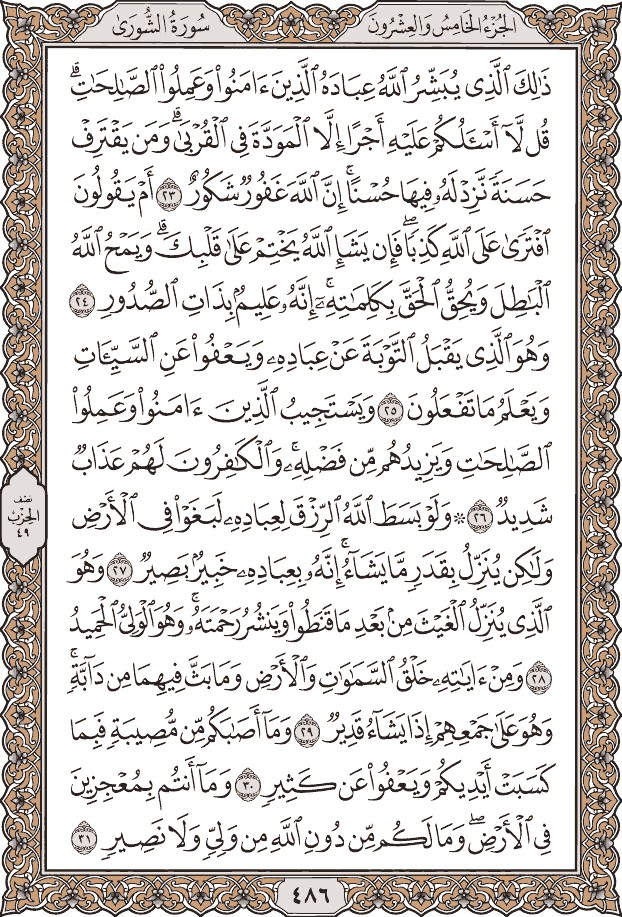 الجُزْءُ الخَامِسُ وَالعِشْرُونَ
سُورَةُ الشُّورَىٰ
ذَٰلِكَ ٱلَّذِي يُبَشِّرُ ٱللَّهُ عِبَادَهُ ٱلَّذِينَ ءَامَنُواْ وَعَمِلُواْ ٱلصَّٰلِحَٰتِۗ
قُل لَّآ أَسْـَٔلُكُمْ عَلَيْهِ أَجْرًا إِلَّا ٱلْمَوَدَّةَ فِي ٱلْقُرْبَىٰۗ وَمَن يَقْتَرِفْ
حَسَنَةً نَّزِدْ لَهُۥ فِيهَا حُسْنًاۚ إِنَّ ٱللَّهَ غَفُورٌ شَكُورٌ ٢٣ أَمْ يَقُولُونَ
ٱفْتَرَىٰ عَلَى ٱللَّهِ كَذِبًاۖ فَإِن يَشَإِ ٱللَّهُ يَخْتِمْ عَلَىٰ قَلْبِكَۗ وَيَمْحُ ٱللَّهُ
ٱلْبَٰطِلَ وَيُحِقُّ ٱلْحَقَّ بِكَلِمَٰتِهِۦٓۚ إِنَّهُۥ عَلِيمٌۢ بِذَاتِ ٱلصُّدُورِ ٢٤
وَهُوَ ٱلَّذِي يَقْبَلُ ٱلتَّوْبَةَ عَنْ عِبَادِهِۦ وَيَعْفُواْ عَنِ ٱلسَّيِّـَٔاتِ
وَيَعْلَمُ مَا تَفْعَلُونَ ٢٥ وَيَسْتَجِيبُ ٱلَّذِينَ ءَامَنُواْ وَعَمِلُواْ
ٱلصَّٰلِحَٰتِ وَيَزِيدُهُم مِّن فَضْلِهِۦۚ وَٱلْكَٰفِرُونَ لَهُمْ عَذَابٌ
شَدِيدٌ ٢٦ ۞ وَلَوْ بَسَطَ ٱللَّهُ ٱلرِّزْقَ لِعِبَادِهِۦ لَبَغَوْاْ فِي ٱلْأَرْضِ
نصف
الحِزْب
٤٩
وَلَٰكِن يُنَزِّلُ بِقَدَرٍ مَّا يَشَآءُۚ إِنَّهُۥ بِعِبَادِهِۦ خَبِيرٌۢ بَصِيرٌ ٢٧ وَهُوَ
ٱلَّذِي يُنَزِّلُ ٱلْغَيْثَ مِنۢ بَعْدِ مَا قَنَطُواْ وَيَنشُرُ رَحْمَتَهُۥۚ وَهُوَ ٱلْوَلِيُّ ٱلْحَمِيدُ
٢٨ وَمِنْ ءَايَٰتِهِۦ خَلْقُ ٱلسَّمَٰوَٰتِ وَٱلْأَرْضِ وَمَا بَثَّ فِيهِمَا مِن دَآبَّةٍۚ
وَهُوَ عَلَىٰ جَمْعِهِمْ إِذَا يَشَآءُ قَدِيرٌ ٢٩ وَمَآ أَصَٰبَكُم مِّن مُّصِيبَةٍ فَبِمَا
كَسَبَتْ أَيْدِيكُمْ وَيَعْفُواْ عَن كَثِيرٍ ٣٠ وَمَآ أَنتُم بِمُعْجِزِينَ
فِي ٱلْأَرْضِۖ وَمَا لَكُم مِّن دُونِ ٱللَّهِ مِن وَلِيٍّ وَلَا نَصِيرٍ ٣١
٤٨٦